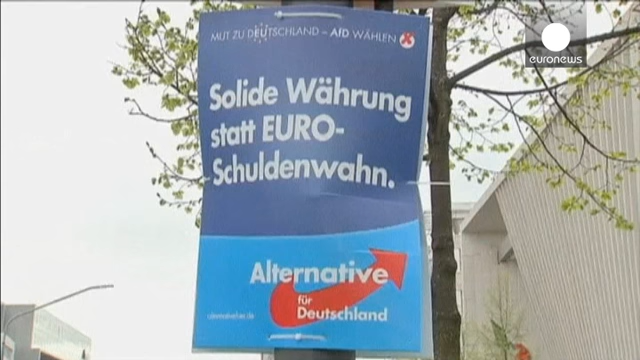 MUT ZU DEUTSCHLAND – AfD WÄHLEN
euronews.
Solide Währung
statt EURO-
Schuldenwahn.
Alternative
für
Deutschland